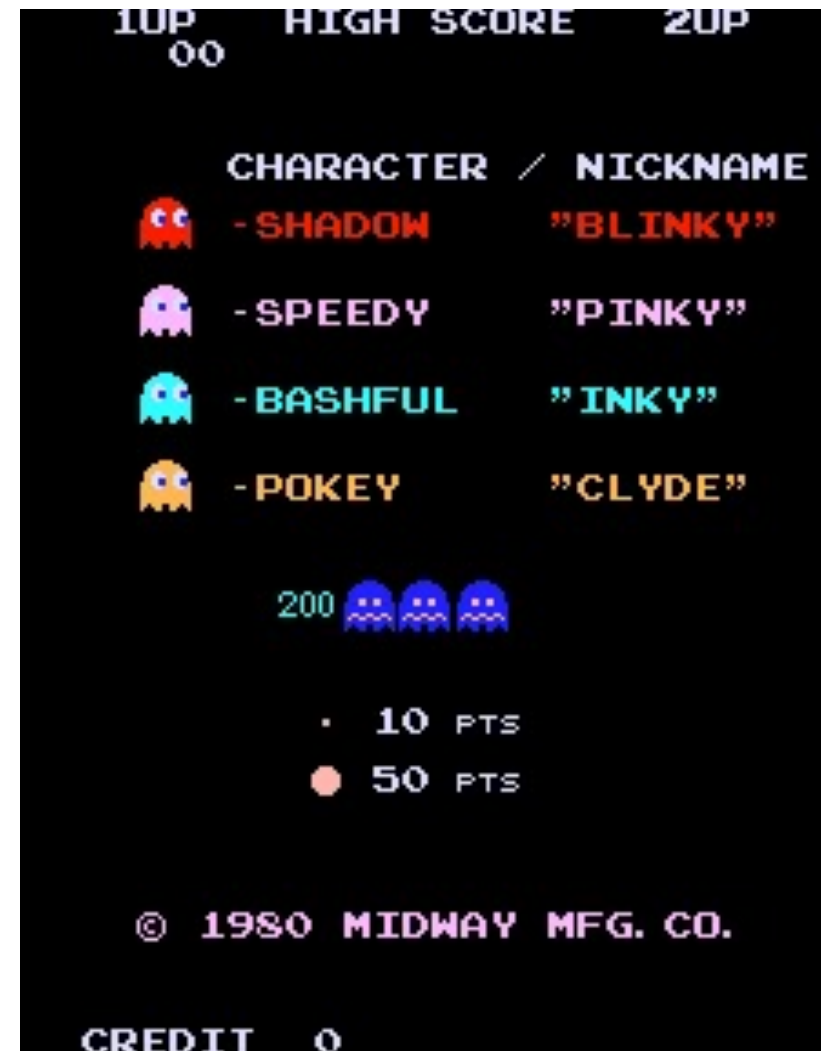 1UP HIGH SCORE 2UP
00
CHARACTER / NICKNAME
-SHADOW ”BLINKY”
-SPEEDY ”PINKY”
-BASHFUL ”INKY”
-POKEY ”CLYDE”
200
10 PTS
50 PTS
© 1980 MIDWAY MFG. CO.
CREDIT 0